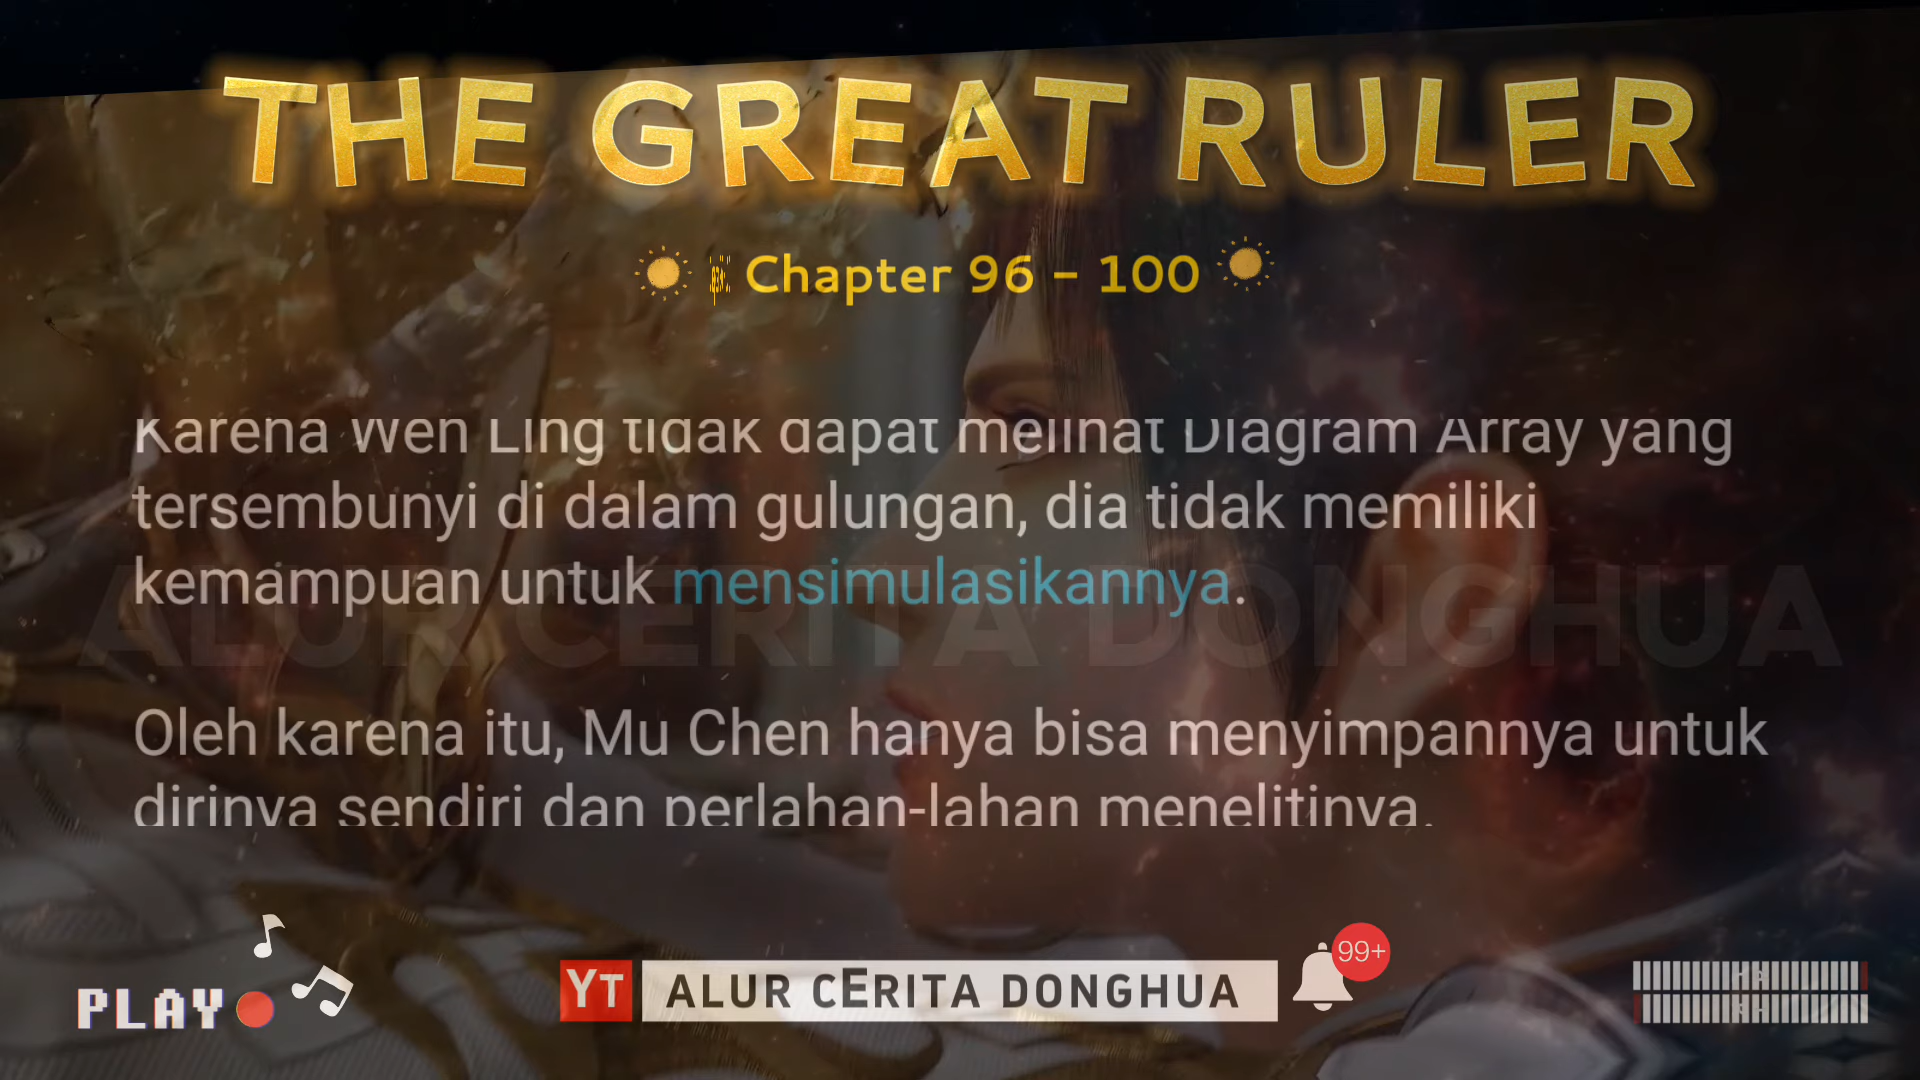 THE GREAT RULER
Chapter 96 - 100
Karena Wen Ling tidak dapat melihat Diagram Array yang
tersembunyi di dalam gulungan, dia tidak memiliki
kemampuan untuk mensimulasikannya.
ALUR CERITA DONGHUA
Oleh karena itu, Mu Chen hanya bisa menyimpannya untuk
dirinya sendiri dan perlahan-lahan menelitinya.
99+
PLAY
YT ALUR CERITA DONGHUA